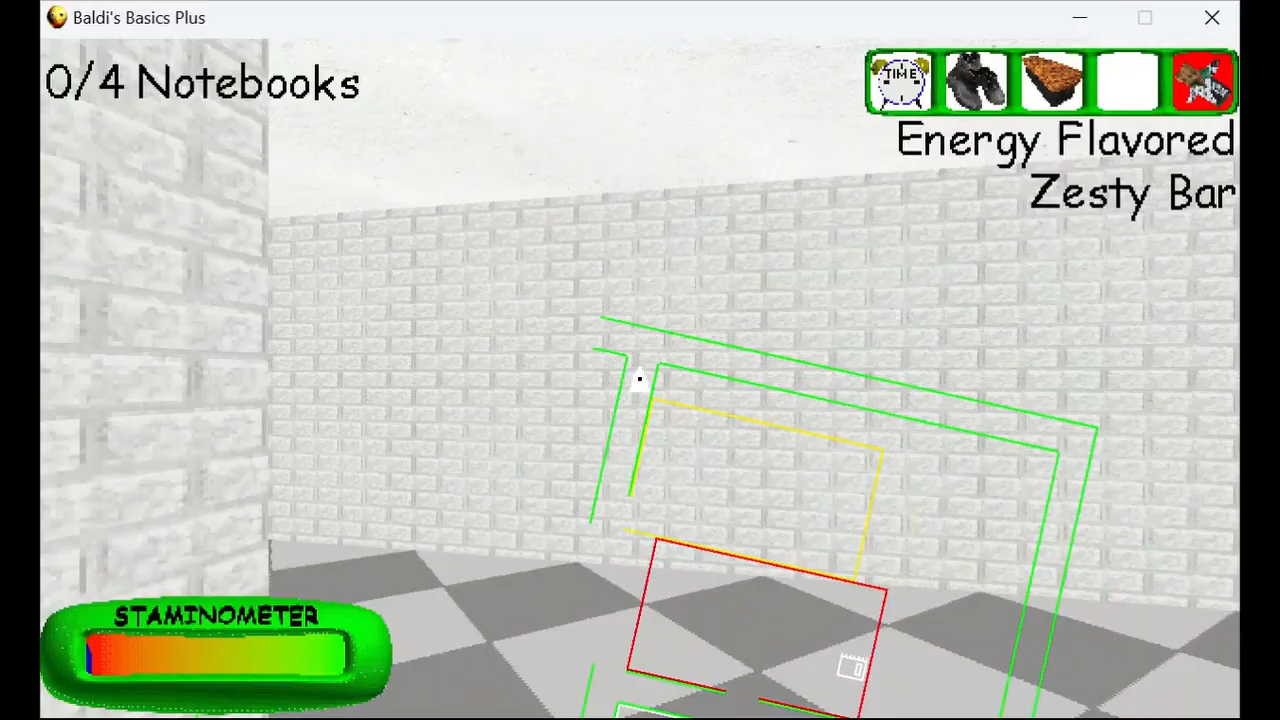 Baldi's Basics Plus
0/4 Notebooks
TIME
Energy Flavored
Zesty Bar
STAMINOMETER